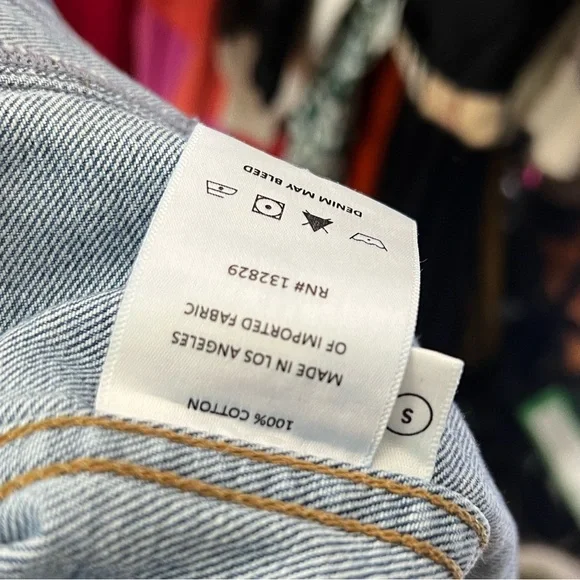 100% COTTON
MADE IN LOS ANGELES
OF IMPORTED FABRIC
RN# 132829
DENIM MAY BLEED
S